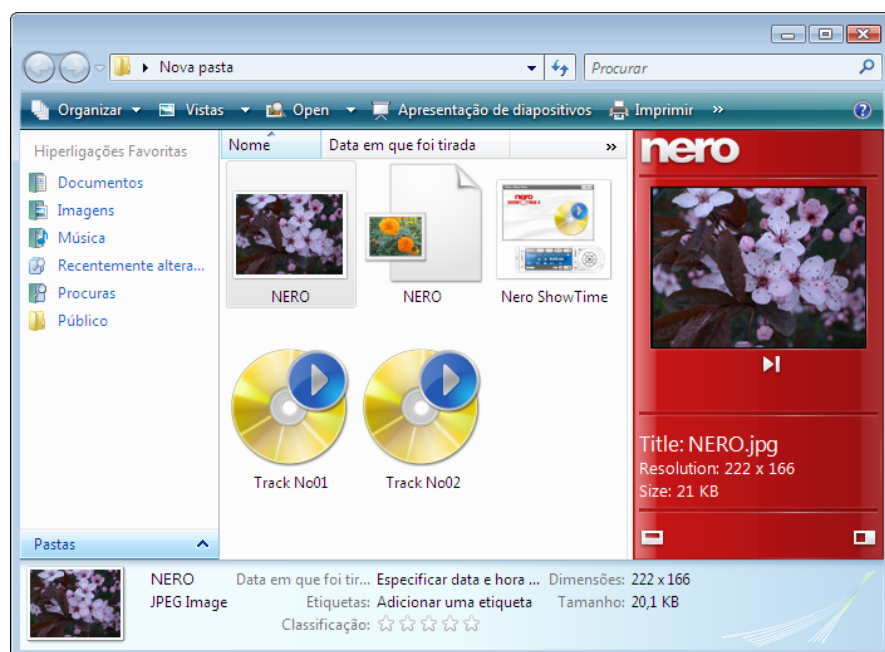 Nova pasta
Procurar
Organizar Vistas Open Apresentação de diapositivos Imprimir » ?
Hiperligações Favoritas
Documentos
Imagens
Música
Recentemente altera...
Procuras
Público
Pastas
Nome Data em que foi tirada »
NERO NERO Nero ShowTime
Track No01 Track No02
nero
Title: NERO.jpg
Resolution: 222 x 166
Size: 21 KB
NERO Data em que foi tir... Especificar data e hora ... Dimensões: 222 x 166
JPEG Image Etiquetas: Adicionar uma etiqueta Tamanho: 20,1 KB
Classificação: